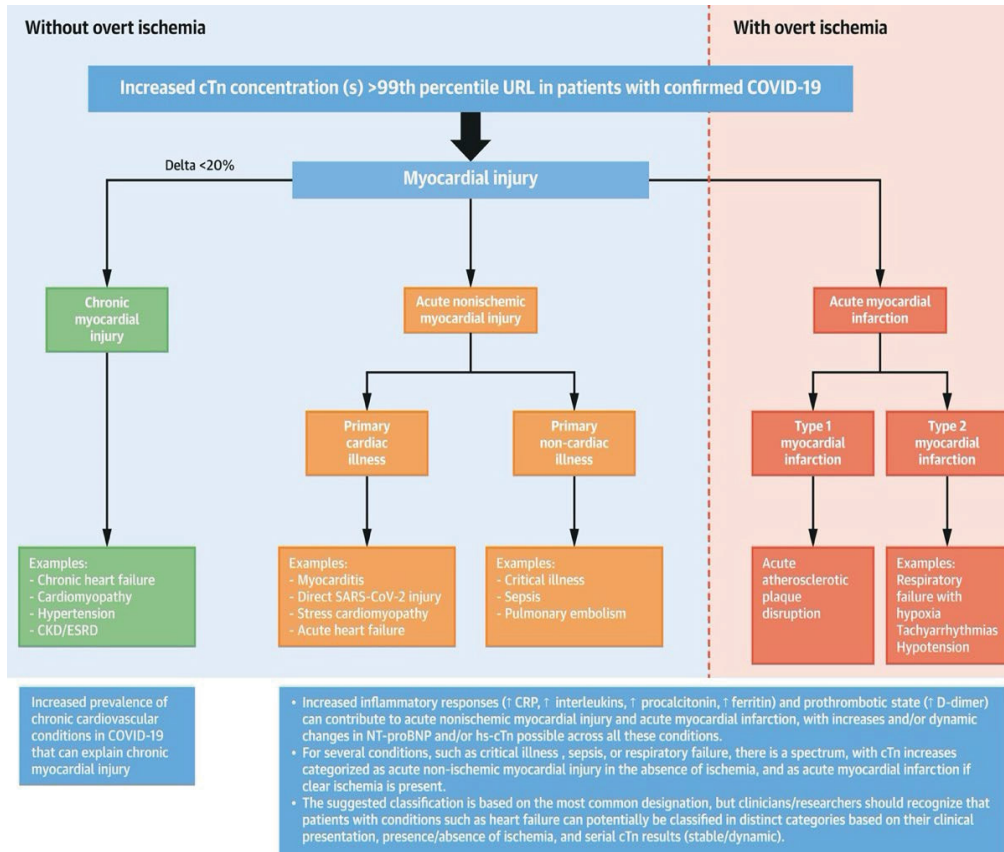 Without overt ischemia
With overt ischemia
Increased cTn concentration (s) >99th percentile URL in patients with confirmed COVID-19
Delta <20%
Myocardial injury
Chronic
myocardial
injury
Acute nonischemic
myocardial injury
Acute myocardial
infarction
Primary
cardiac
illness
Primary
non-cardiac
illness
Type 1
myocardial
infarction
Type 2
myocardial
infarction
Examples:
- Chronic heart failure
- Cardiomyopathy
- Hypertension
- CKD/ESRD
Examples:
- Myocarditis
- Direct SARS-CoV-2 injury
- Stress cardiomyopathy
- Acute heart failure
Examples:
- Critical illness
- Sepsis
- Pulmonary embolism
Acute
atherosclerotic
plaque
disruption
Examples:
Respiratory
failure with
hypoxia
Tachyarrhythmias
Hypotension
Increased prevalence of
chronic cardiovascular
conditions in COVID-19
that can explain chronic
myocardial injury
• Increased inflammatory responses (↑ CRP, ↑ interleukins, ↑ procalcitonin, ↑ ferritin) and prothrombotic state (↑ D-dimer)
can contribute to acute nonischemic myocardial injury and acute myocardial infarction, with increases and/or dynamic
changes in NT-proBNP and/or hs-cTn possible across all these conditions.
• For several conditions, such as critical illness , sepsis, or respiratory failure, there is a spectrum, with cTn increases
categorized as acute non-ischemic myocardial injury in the absence of ischemia, and as acute myocardial infarction if
clear ischemia is present.
• The suggested classification is based on the most common designation, but clinicians/researchers should recognize that
patients with conditions such as heart failure can potentially be classified in distinct categories based on their clinical
presentation, presence/absence of ischemia, and serial cTn results (stable/dynamic).